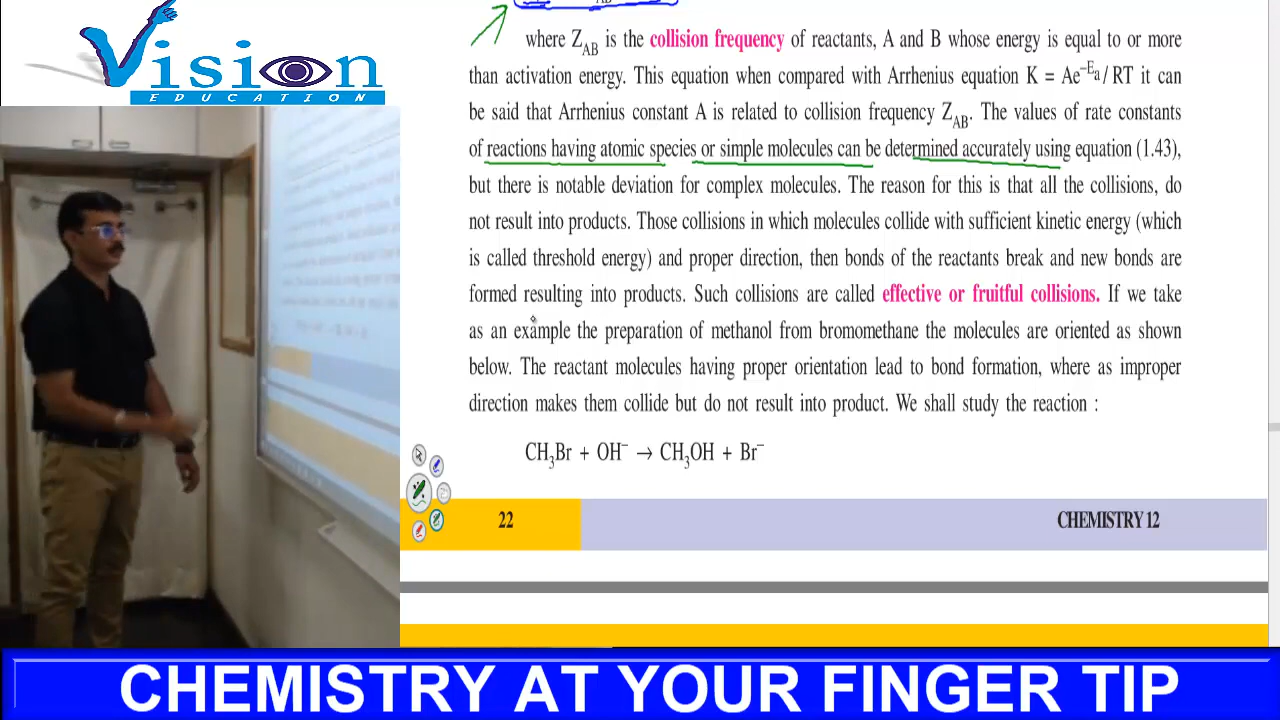 Vision
EDUCATION
where Z_AB is the collision frequency of reactants, A and B whose energy is equal to or more
than activation energy. This equation when compared with Arrhenius equation K = Ae^–Ea/ RT it can
be said that Arrhenius constant A is related to collision frequency Z_AB. The values of rate constants
of reactions having atomic species or simple molecules can be determined accurately using equation (1.43),
but there is notable deviation for complex molecules. The reason for this is that all the collisions, do
not result into products. Those collisions in which molecules collide with sufficient kinetic energy (which
is called threshold energy) and proper direction, then bonds of the reactants break and new bonds are
formed resulting into products. Such collisions are called effective or fruitful collisions. If we take
as an example the preparation of methanol from bromomethane the molecules are oriented as shown
below. The reactant molecules having proper orientation lead to bond formation, where as improper
direction makes them collide but do not result into product. We shall study the reaction :
CH₃Br + OH⁻ → CH₃OH + Br⁻
22 CHEMISTRY 12
CHEMISTRY AT YOUR FINGER TIP